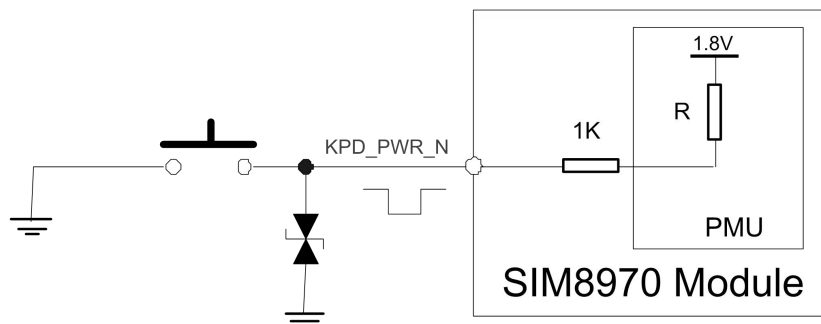 1.8V
R
1K
KPD_PWR_N
PMU
SIM8970 Module